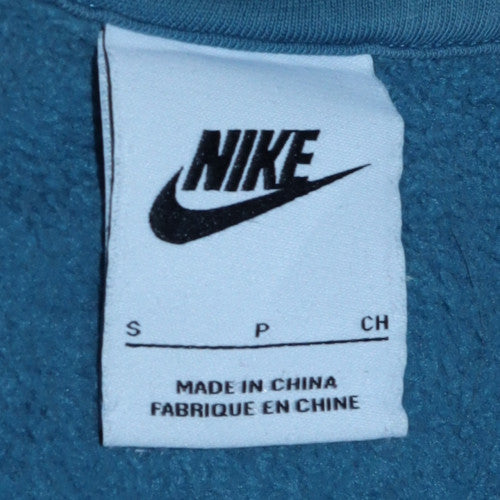 NIKE
S P CH
MADE IN CHINA
FABRIQUE EN CHINE